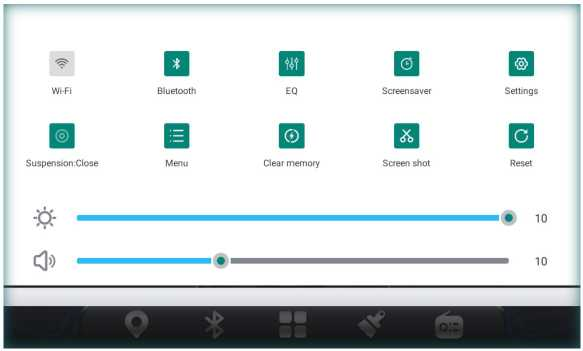 Wi-Fi Bluetooth EQ Screensaver Settings
Suspension:Close Menu Clear memory Screen shot Reset
10
10